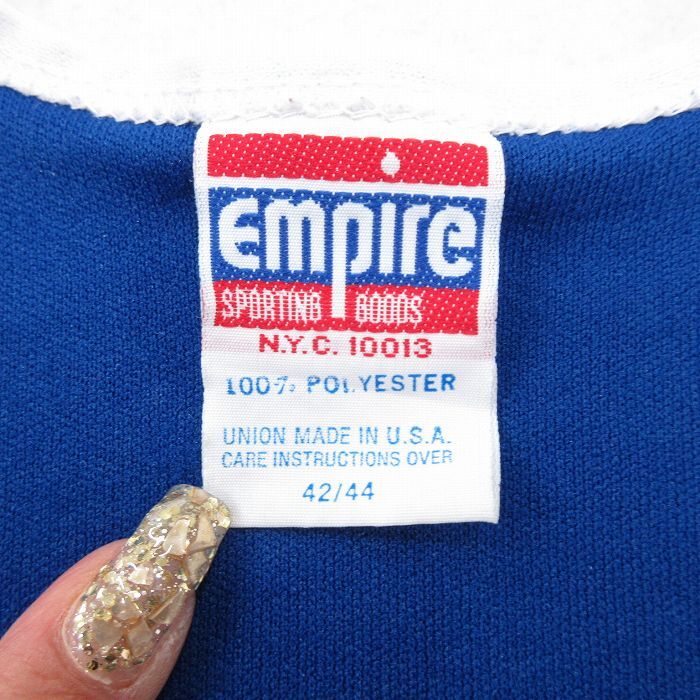 Empire
SPORTING GOODS
N.Y.C. 10013
100% POLYESTER
UNION MADE IN U.S.A.
CARE INSTRUCTIONS OVER
42/44